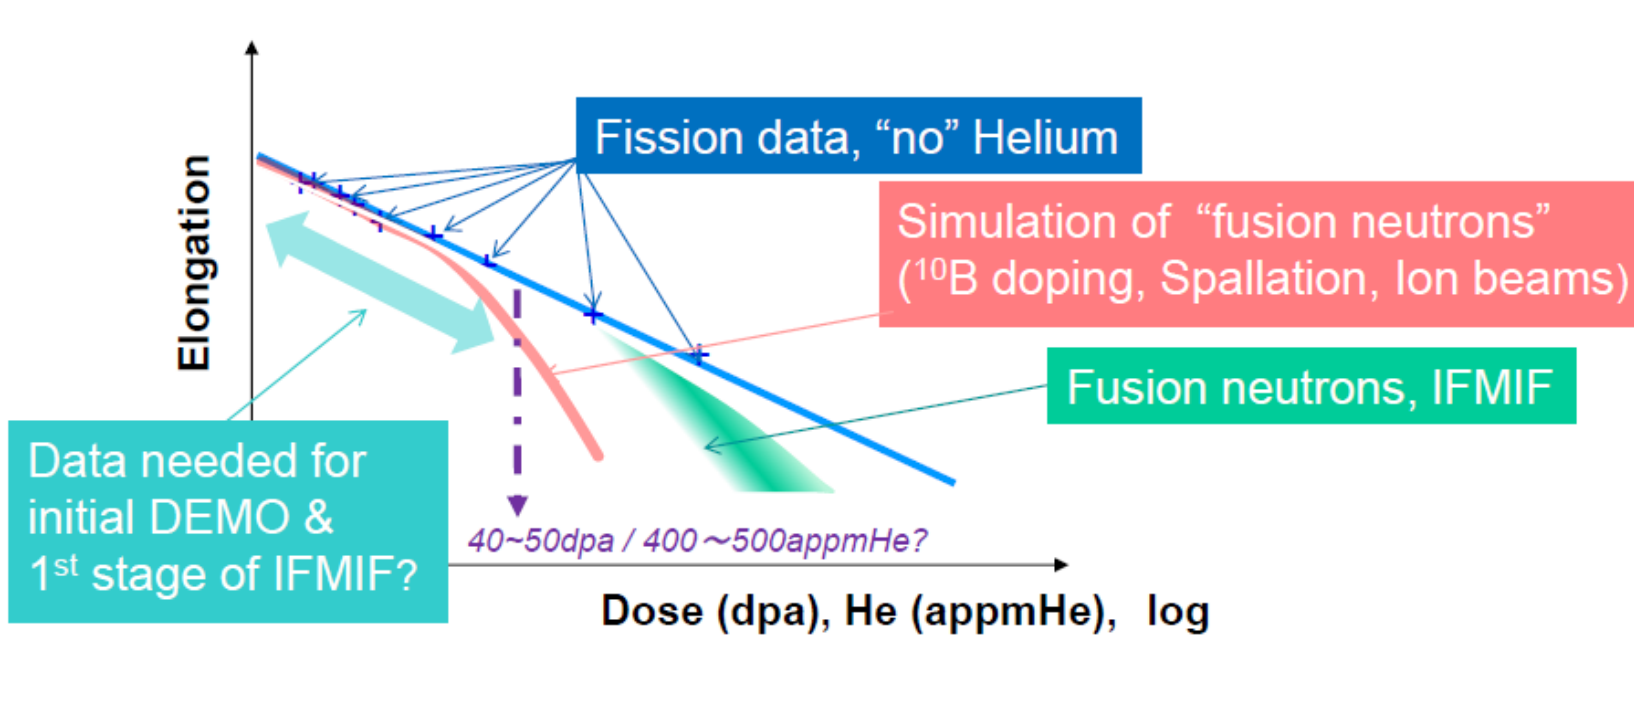 Fission data, “no” Helium
Simulation of “fusion neutrons”
(¹⁰B doping, Spallation, Ion beams)
Fusion neutrons, IFMIF
Elongation
Data needed for
initial DEMO &
1ˢᵗ stage of IFMIF?
40~50dpa / 400～500appmHe?
Dose (dpa), He (appmHe), log